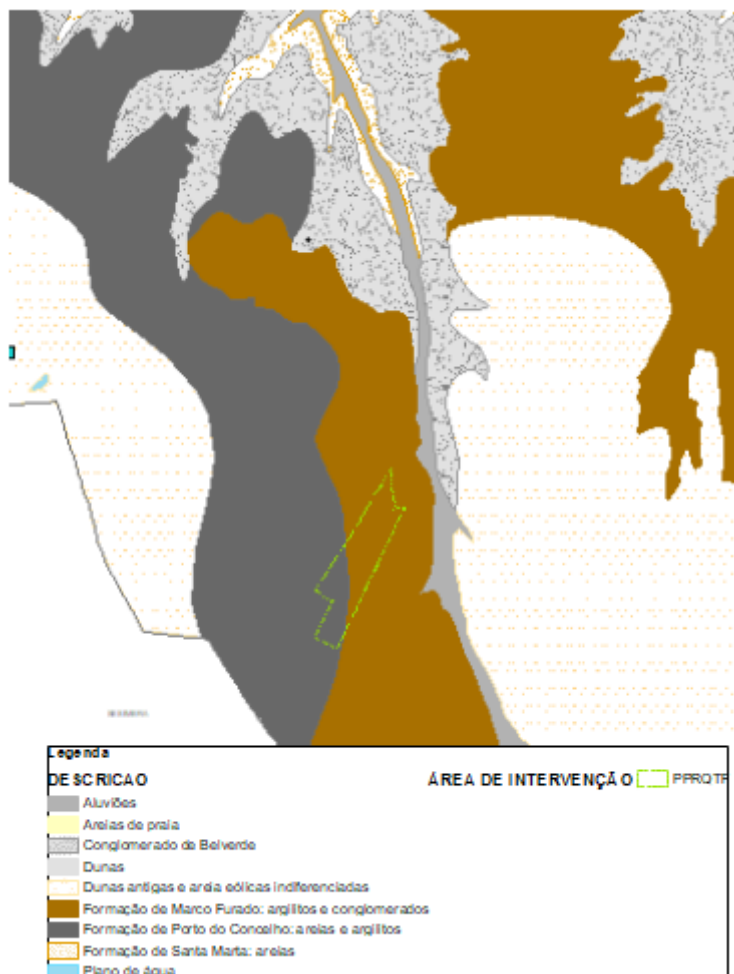 Legenda
DESCRICAO
ÁREA DE INTERVENÇÃO PPRQTF
Aluviões
Areias de praia
Conglomerado de Belverde
Dunas
Dunas antigas e areia eólicas indiferenciadas
Formação de Marco Furado: argilitos e conglomerados
Formação de Porto do Concelho: areias e argilitos
Formação de Santa Marta: areias
Plano de água